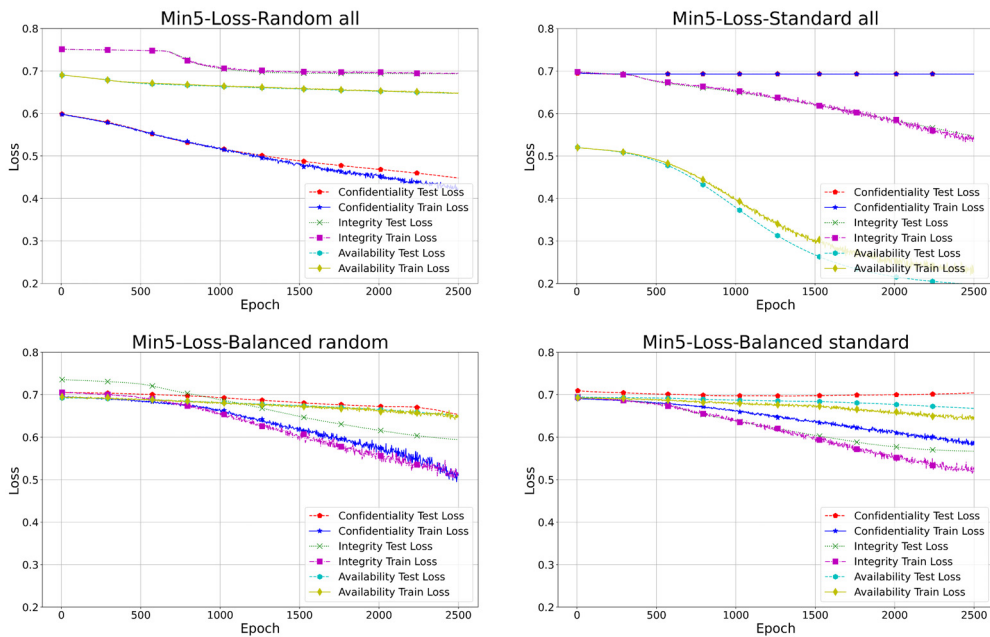 Min5-Loss-Random all
0.8
0.7
0.6
0.5
0.4
0.3
0.2
Loss
0
500
1000
1500
2000
2500
Epoch
Confidentiality Test Loss
Confidentiality Train Loss
Integrity Test Loss
Integrity Train Loss
Availability Test Loss
Availability Train Loss
Min5-Loss-Standard all
0.8
0.7
0.6
0.5
0.4
0.3
0.2
Loss
0
500
1000
1500
2000
2500
Epoch
Confidentiality Test Loss
Confidentiality Train Loss
Integrity Test Loss
Integrity Train Loss
Availability Test Loss
Availability Train Loss
Min5-Loss-Balanced random
0.8
0.7
0.6
0.5
0.4
0.3
0.2
Loss
0
500
1000
1500
2000
2500
Epoch
Confidentiality Test Loss
Confidentiality Train Loss
Integrity Test Loss
Integrity Train Loss
Availability Test Loss
Availability Train Loss
Min5-Loss-Balanced standard
0.8
0.7
0.6
0.5
0.4
0.3
0.2
Loss
0
500
1000
1500
2000
2500
Epoch
Confidentiality Test Loss
Confidentiality Train Loss
Integrity Test Loss
Integrity Train Loss
Availability Test Loss
Availability Train Loss